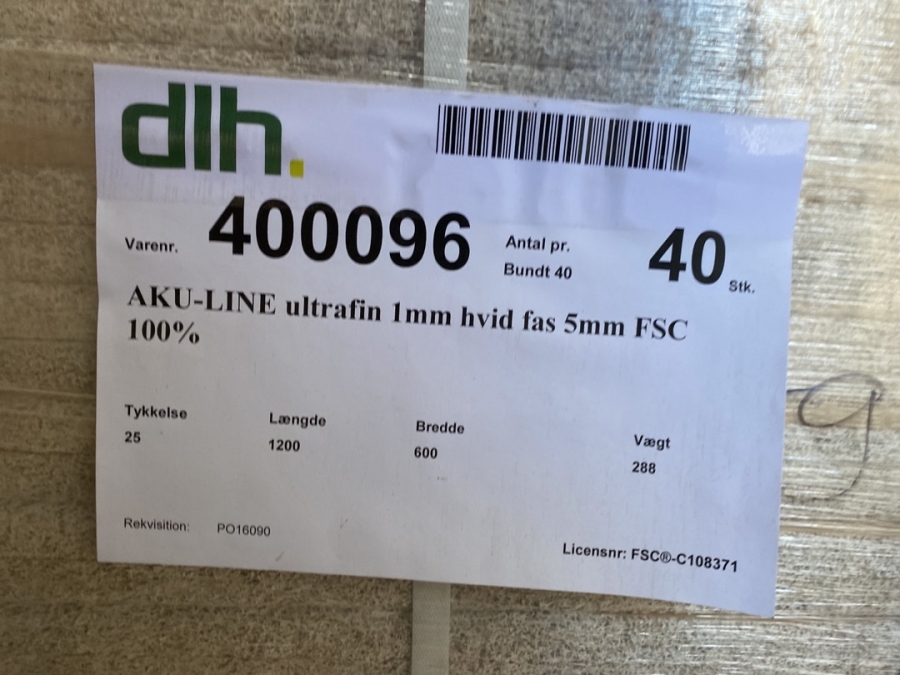 dlh.
Varenr. 400096
Antal pr.
Bundt 40
40 Stk.
AKU-LINE ultrafin 1mm hvid fas 5mm FSC
100%
Tykkelse Længde Bredde Vægt
25 1200 600 288
Rekvisition: PO16090
Licensnr: FSC®-C108371
9